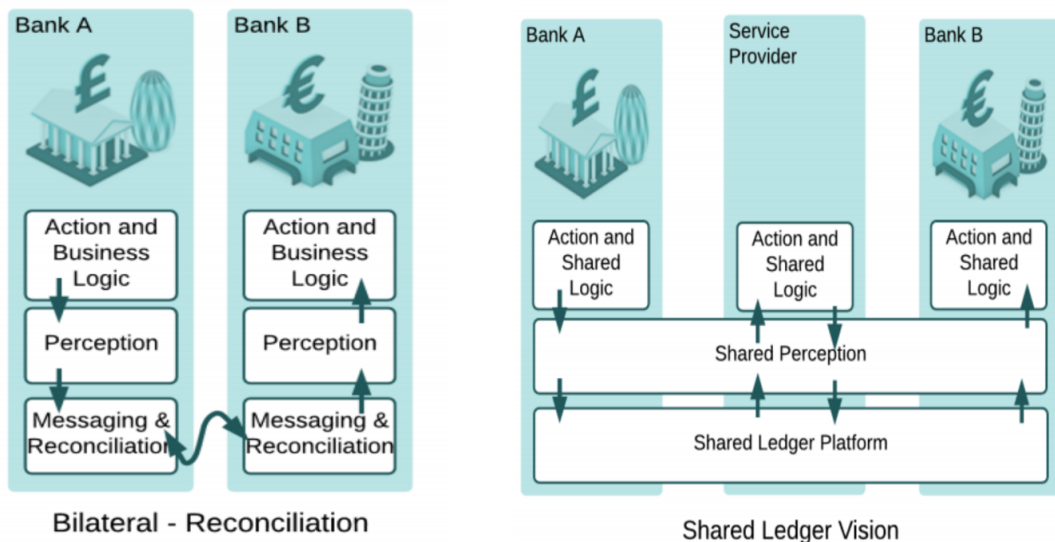 Bank A
£
Action and
Business
Logic
Perception
Messaging &
Reconciliation
Bank B
€
Action and
Business
Logic
Perception
Messaging &
Reconciliation
Bilateral - Reconciliation
Bank A
£
Action and
Shared
Logic
Service
Provider
Action and
Shared
Logic
Bank B
€
Action and
Shared
Logic
Shared Perception
Shared Ledger Platform
Shared Ledger Vision